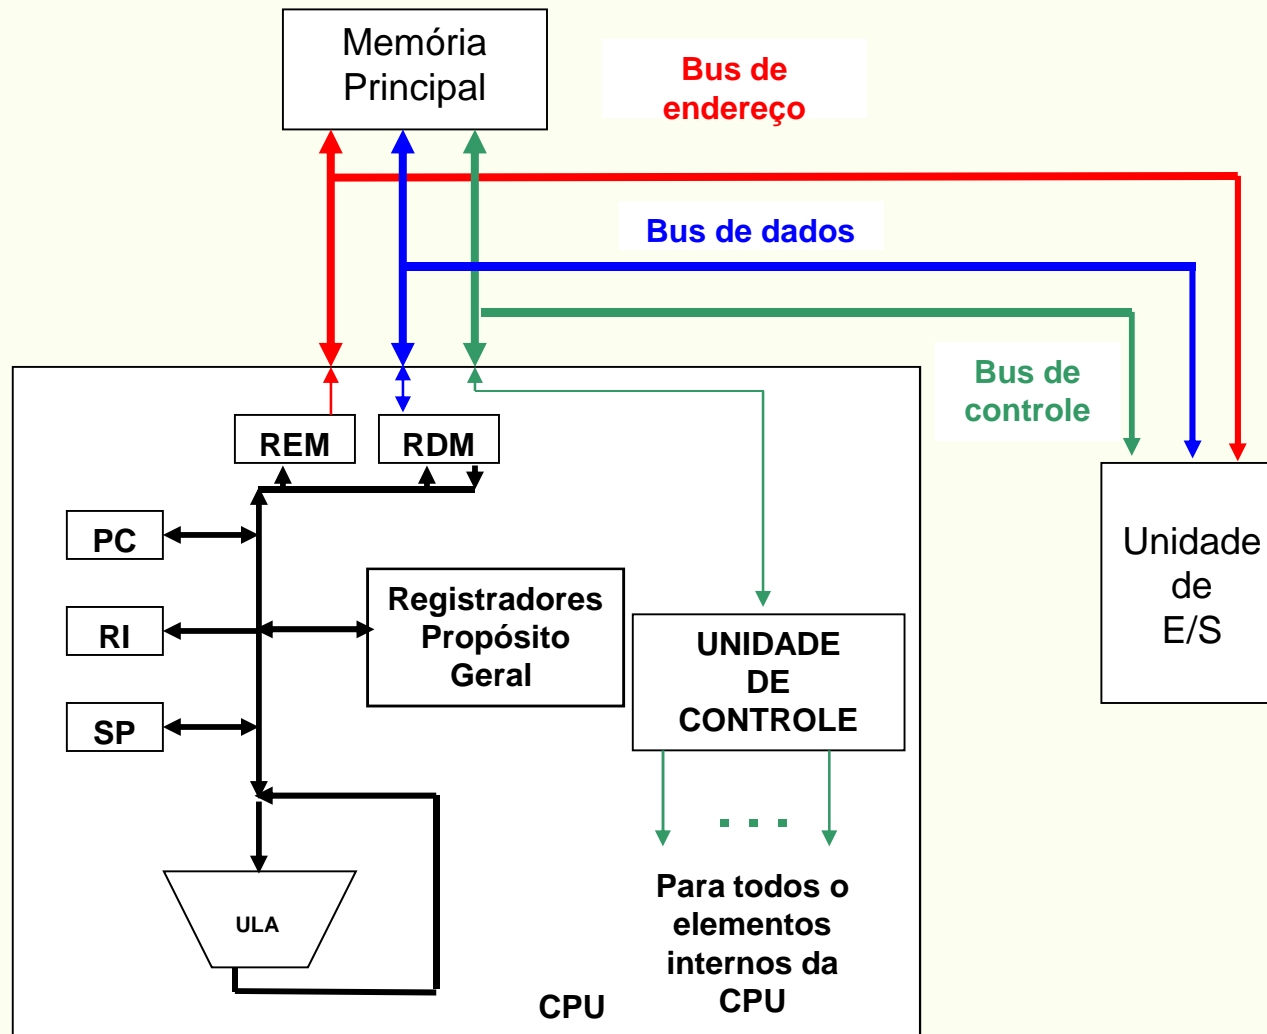 Memória
Principal
Bus de
endereço
Bus de dados
Bus de
controle
REM
RDM
PC
RI
SP
Registradores
Propósito
Geral
UNIDADE
DE
CONTROLE
Unidade
de
E/S
ULA
...
Para todos o
elementos
internos da
CPU
CPU